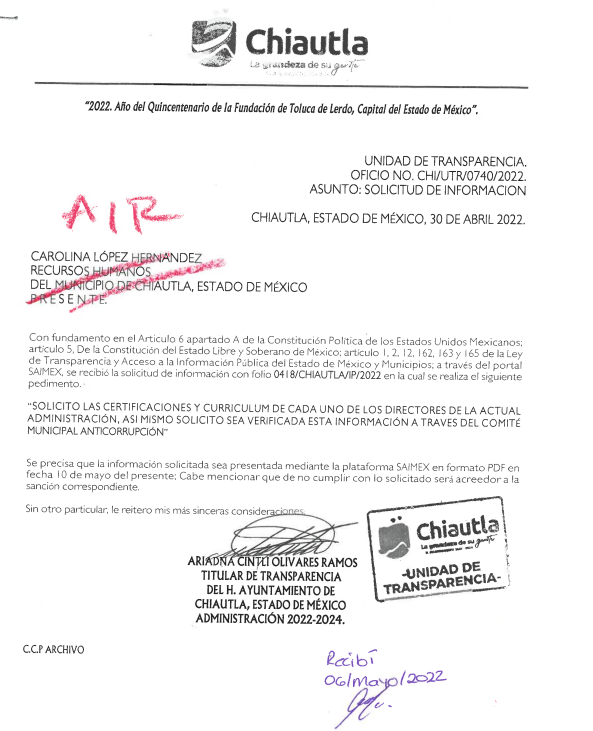 Chiautla
La grandeza de su gente
"2022. Año del Quincentenario de la Fundación de Toluca de Lerdo, Capital del Estado de México".
UNIDAD DE TRANSPARENCIA.
OFICIO NO. CHI/UTR/0740/2022.
ASUNTO: SOLICITUD DE INFORMACION
AIR
CHIAUTLA, ESTADO DE MÉXICO, 30 DE ABRIL 2022.
CAROLINA LÓPEZ HERNÁNDEZ
RECURSOS HUMANOS
DEL MUNICIPIO DE CHIAUTLA, ESTADO DE MÉXICO
P R E S E N T E.
Con fundamento en el Articulo 6 apartado A de la Constitución Política de los Estados Unidos Mexicanos;
artículo 5, De la Constitución del Estado Libre y Soberano de México; artículo 1, 2, 12, 162, 163 y 165 de la Ley
de Transparencia y Acceso a la Información Pública del Estado de México y Municipios; a través del portal
SAIMEX, se recibió la solicitud de información con folio 0418/CHIAUTLA/IP/2022 en la cual se realiza el siguiente
pedimento.
"SOLICITO LAS CERTIFICACIONES Y CURRICULUM DE CADA UNO DE LOS DIRECTORES DE LA ACTUAL
ADMINISTRACIÓN, ASI MISMO SOLICITO SEA VERIFICADA ESTA INFORMACIÓN A TRAVES DEL COMITÉ
MUNICIPAL ANTICORRUPCIÓN"
Se precisa que la información solicitada sea presentada mediante la plataforma SAIMEX en formato PDF en
fecha 10 de mayo del presente; Cabe mencionar que de no cumplir con lo solicitado será acreedor a la
sanción correspondiente.
Sin otro particular, le reitero mis más sinceras consideraciones.
ARIADNA CINTLI OLIVARES RAMOS
TITULAR DE TRANSPARENCIA
DEL H. AYUNTAMIENTO DE
CHIAUTLA, ESTADO DE MÉXICO
ADMINISTRACIÓN 2022-2024.
Chiautla
La grandeza de su gente
-UNIDAD DE
TRANSPARENCIA-
C.C.P ARCHIVO
Recibí
06/Mayo/2022